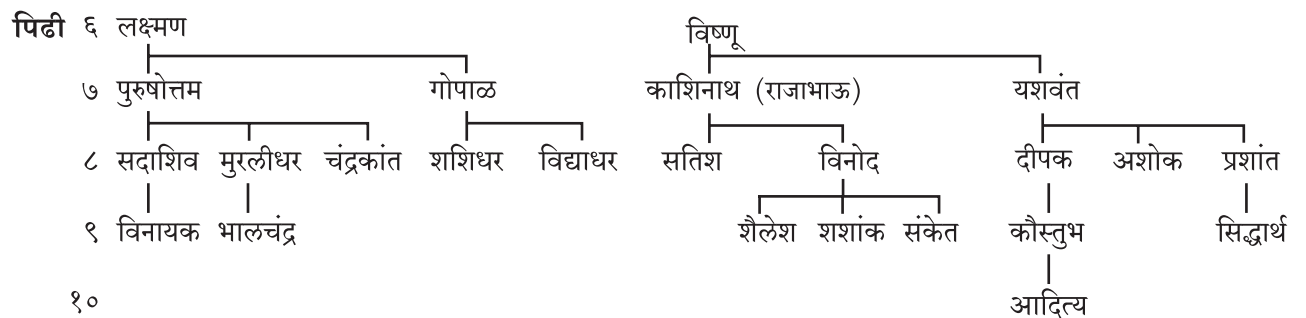 पिढी ६ लक्ष्मण विष्णू
७ पुरुषोत्तम गोपाळ काशिनाथ (राजाभाऊ) यशवंत
८ सदाशिव मुरलीधर चंद्रकांत शशिधर विद्याधर सतिश विनोद दीपक अशोक प्रशांत
९ विनायक भालचंद्र शैलेश शशांक संकेत कौस्तुभ सिद्धार्थ
१० आदित्य